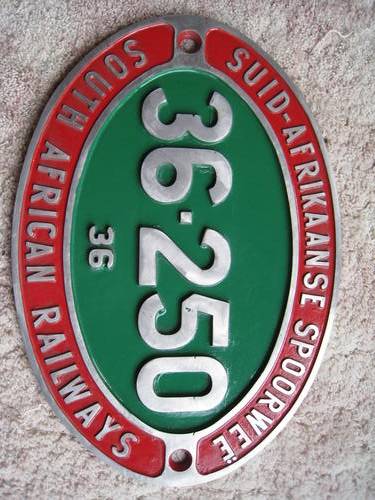 SUID-AFRIKAANSE SPOORWEË
36·250
36
SOUTH AFRICAN RAILWAYS